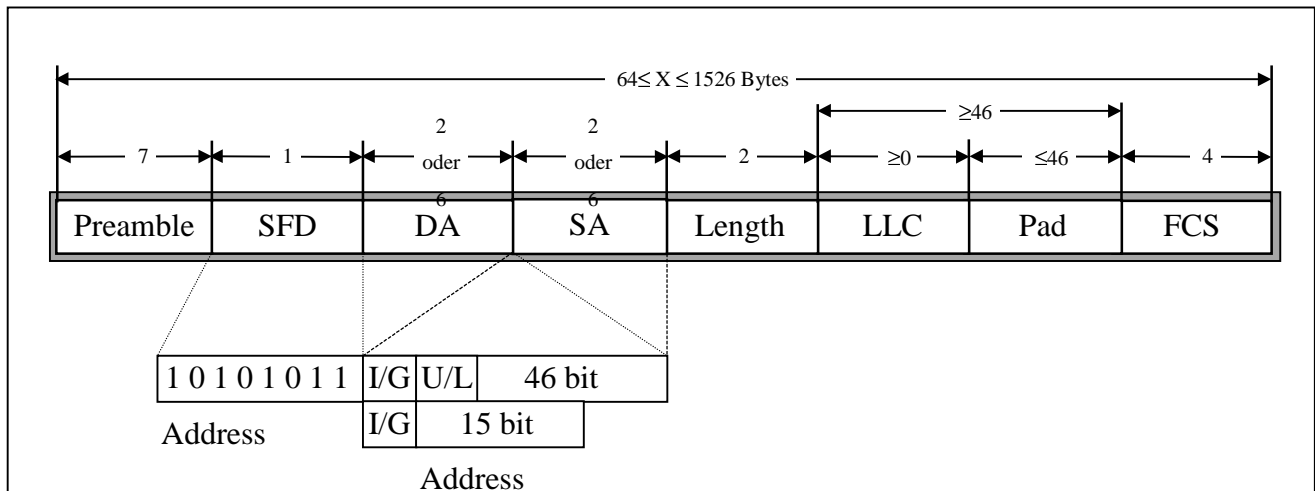 64≤ X ≤ 1526 Bytes
≥46
7 1 2 oder 6 2 oder 6 2 ≥0 ≤46 4
Preamble SFD DA SA Length LLC Pad FCS
1 0 1 0 1 0 1 1 I/G U/L 46 bit
I/G 15 bit
Address
Address